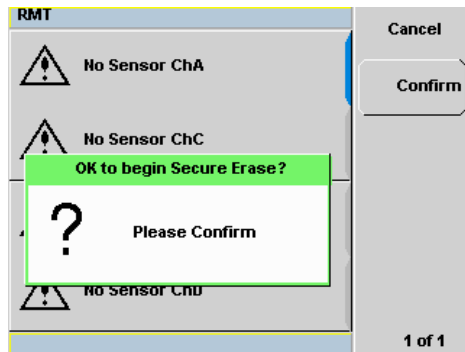 RMT
Cancel
No Sensor ChA
Confirm
No Sensor ChC
OK to begin Secure Erase?
Please Confirm
No Sensor ChD
1 of 1